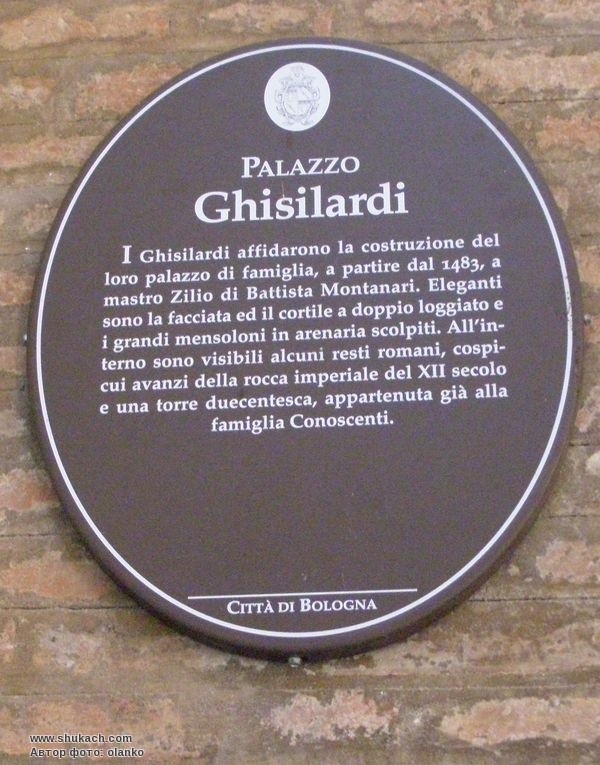 PALAZZO
Ghisilardi
I Ghisilardi affidarono la costruzione del
loro palazzo di famiglia, a partire dal 1483, a
mastro Zilio di Battista Montanari. Eleganti
sono la facciata ed il cortile a doppio loggiato e
i grandi mensoloni in arenaria scolpiti. All'in-
terno sono visibili alcuni resti romani, cospi-
cui avanzi della rocca imperiale del XII secolo
e una torre duecentesca, appartenuta già alla
famiglia Conoscenti.
CITTÀ DI BOLOGNA
www.shukach.com
Автор фото: olanko